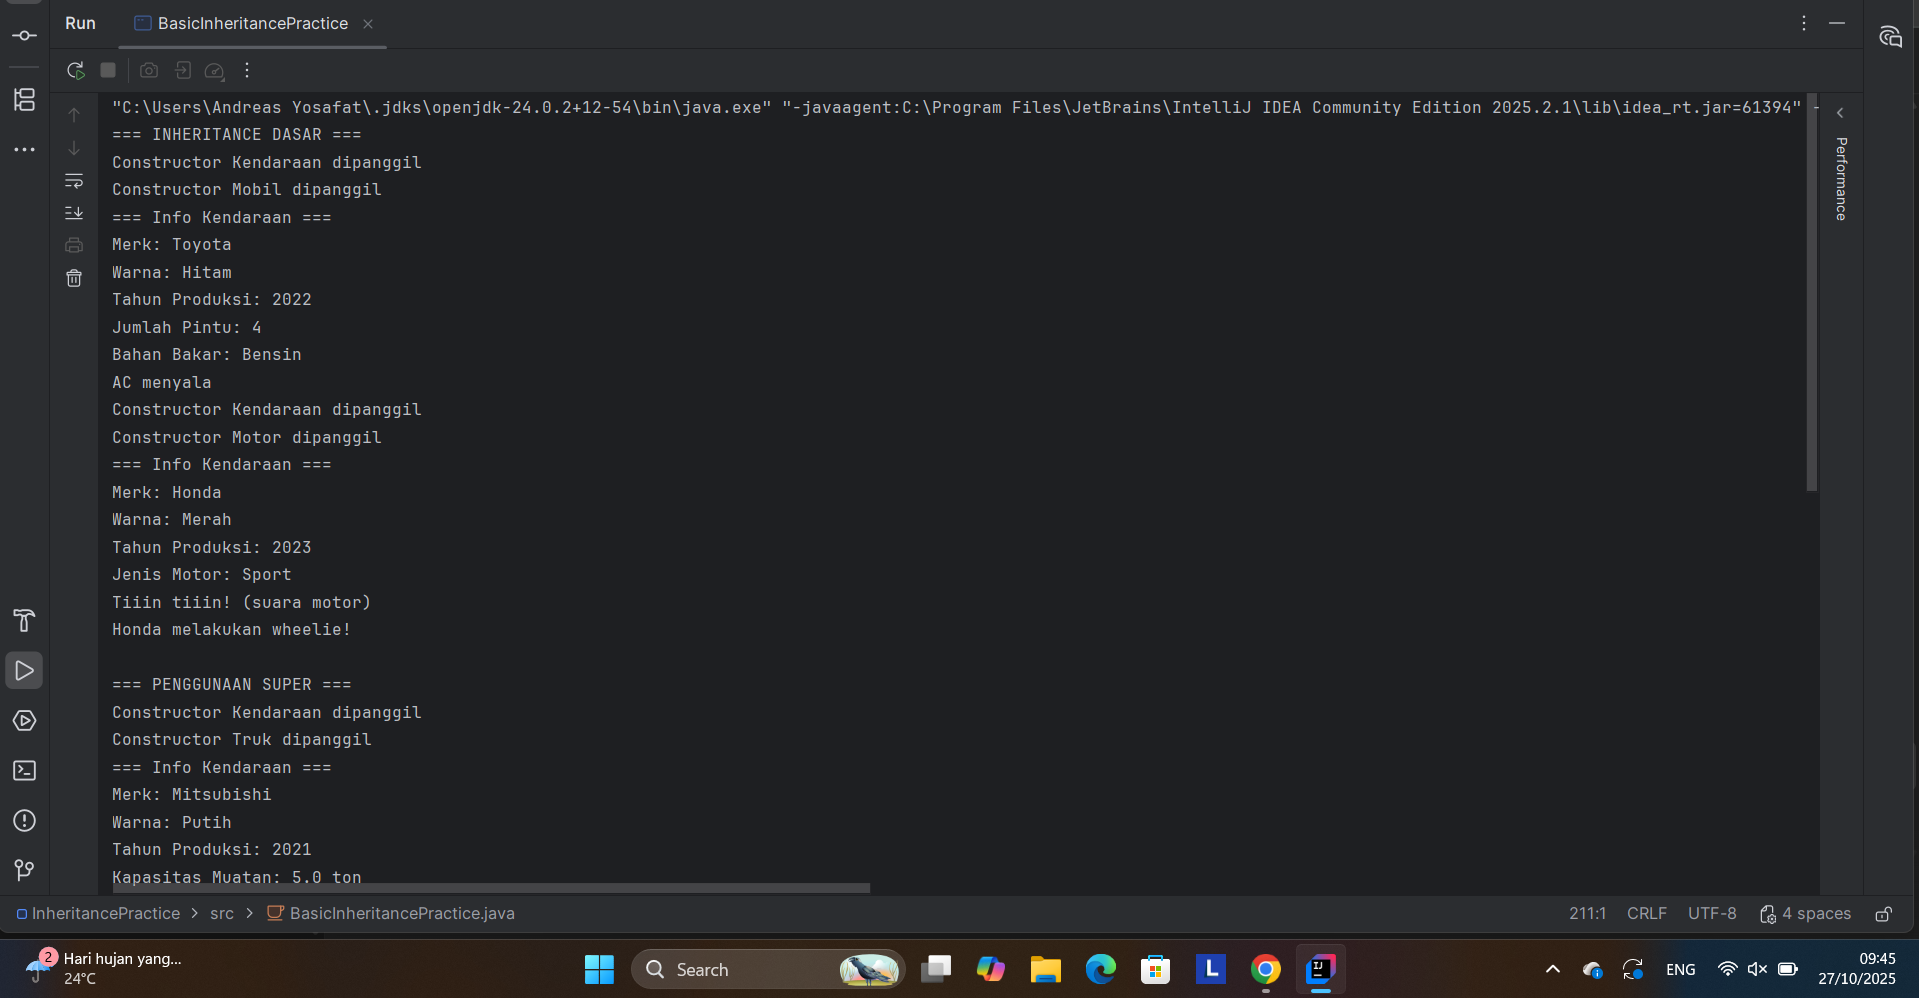 Run BasicInheritancePractice
"C:\Users\Andreas Yosafat\.jdks\openjdk-24.0.2+12-54\bin\java.exe" "-javaagent:C:\Program Files\JetBrains\IntelliJ IDEA Community Edition 2025.2.1\lib\idea_rt.jar=61394" -
=== INHERITANCE DASAR ===
Constructor Kendaraan dipanggil
Constructor Mobil dipanggil
=== Info Kendaraan ===
Merk: Toyota
Warna: Hitam
Tahun Produksi: 2022
Jumlah Pintu: 4
Bahan Bakar: Bensin
AC menyala
Constructor Kendaraan dipanggil
Constructor Motor dipanggil
=== Info Kendaraan ===
Merk: Honda
Warna: Merah
Tahun Produksi: 2023
Jenis Motor: Sport
Tiiin tiiin! (suara motor)
Honda melakukan wheelie!
=== PENGGUNAAN SUPER ===
Constructor Kendaraan dipanggil
Constructor Truk dipanggil
=== Info Kendaraan ===
Merk: Mitsubishi
Warna: Putih
Tahun Produksi: 2021
Kapasitas Muatan: 5.0 ton
Performance
InheritancePractice > src > BasicInheritancePractice.java 211:1 CRLF UTF-8 4 spaces
2 Hari hujan yang...
24°C
Search
L
IJ
ENG
09:45
27/10/2025